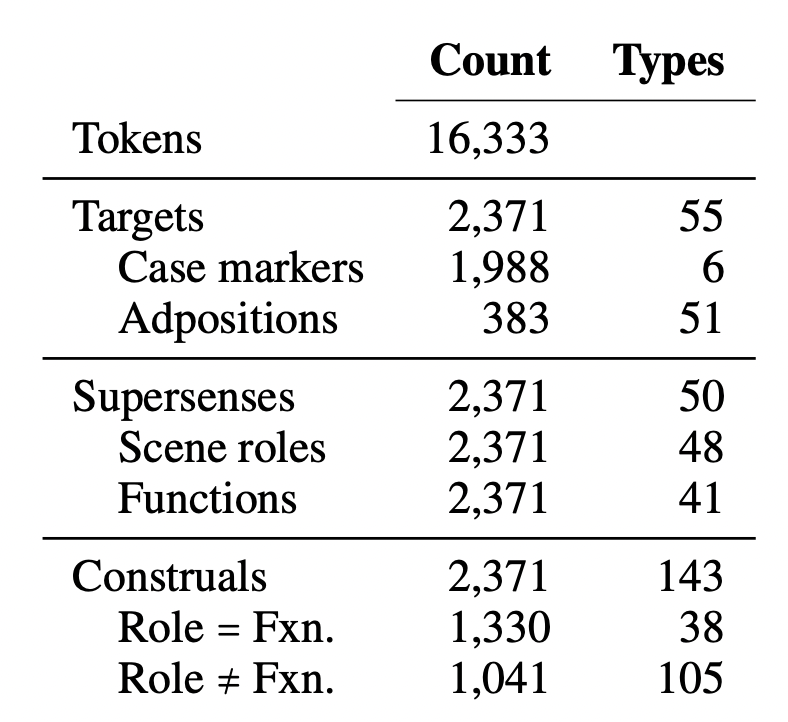 Count Types
Tokens 16,333
Targets 2,371 55
Case markers 1,988 6
Adpositions 383 51
Supersenses 2,371 50
Scene roles 2,371 48
Functions 2,371 41
Construals 2,371 143
Role = Fxn. 1,330 38
Role ≠ Fxn. 1,041 105